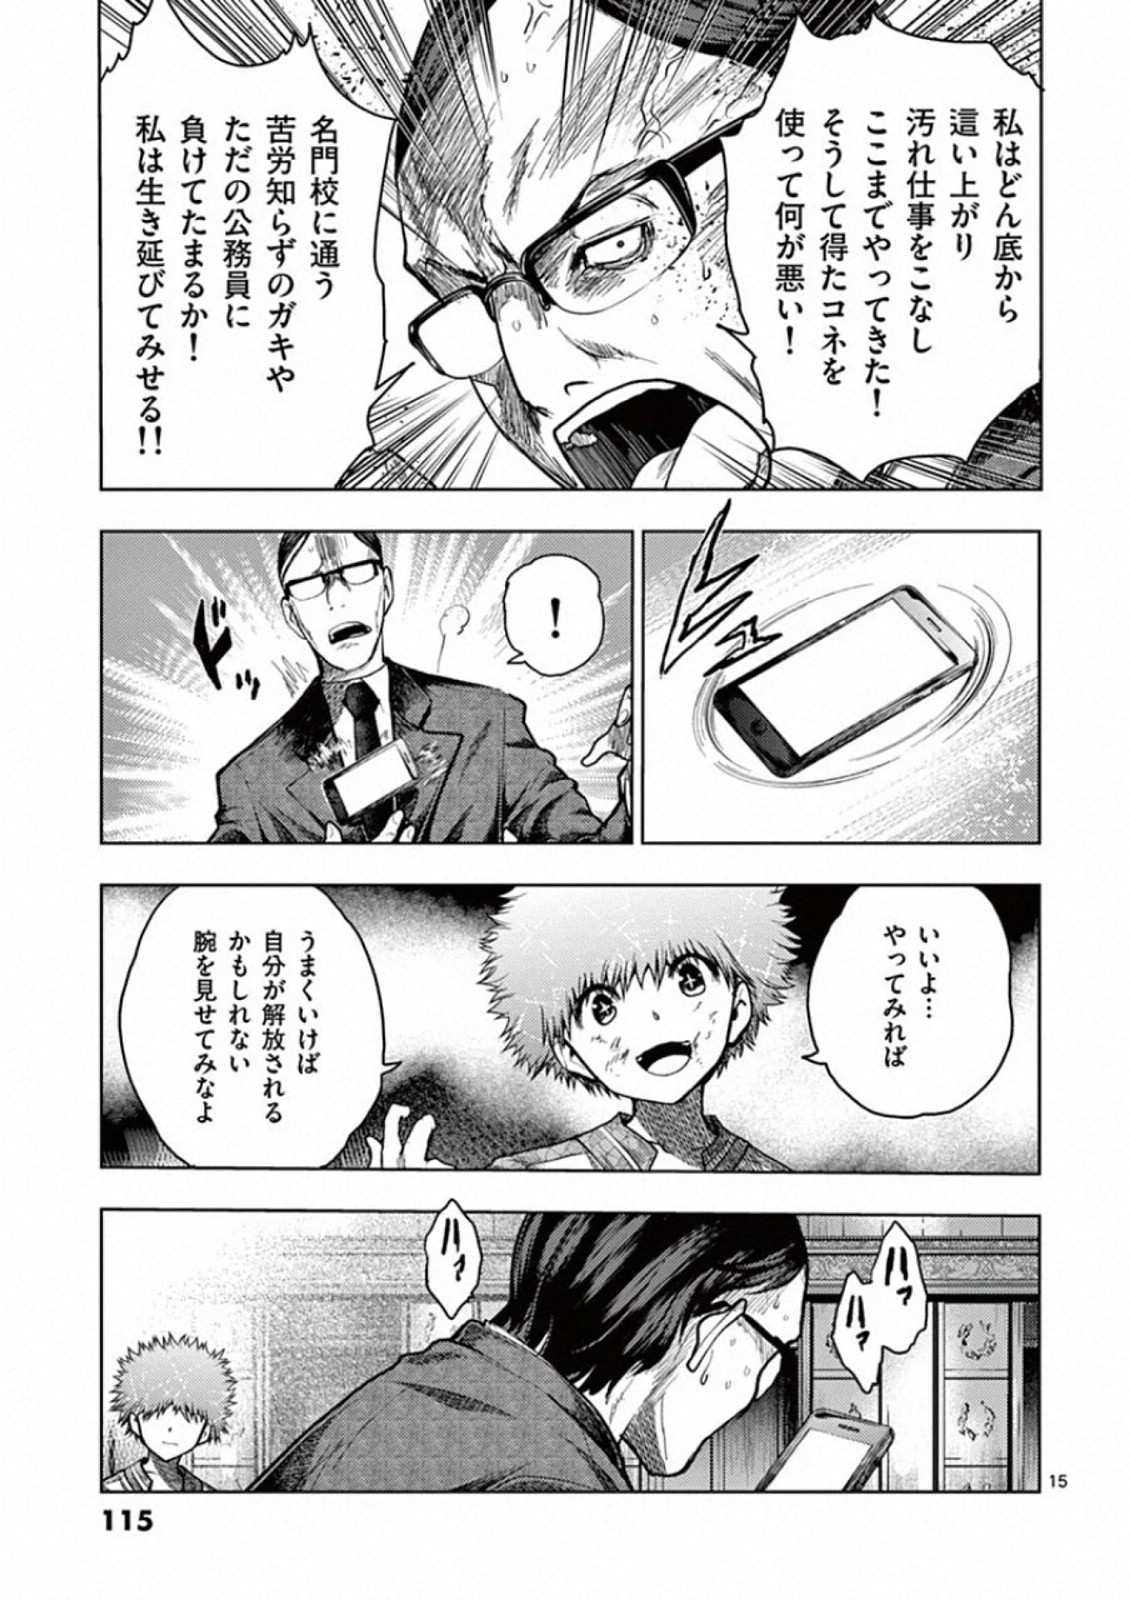 私はどん底から
這い上がり
汚れ仕事をこなし
ここまでやってきた！
そうして得たコネを
使って何が悪い！
名門校に通う
苦労知らずのガキや
ただの公務員に
負けてたまるか！
私は生き延びてみせる!!
！
ドッ
いいよ…
やってみれば
うまくいけば
自分が解放される
かもしれない
腕を見せてみなよ
ハァ
ハァ
ハァ
15
115